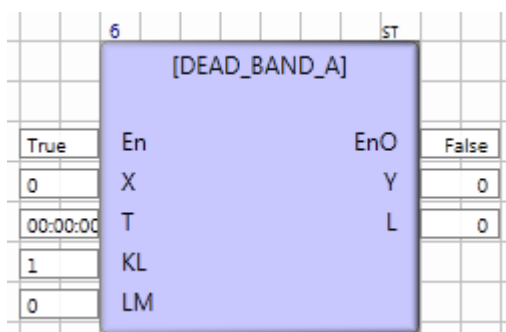 6 ST
[DEAD_BAND_A]
True En EnO False
0 X Y 0
00:00:00 T L 0
1 KL
0 LM